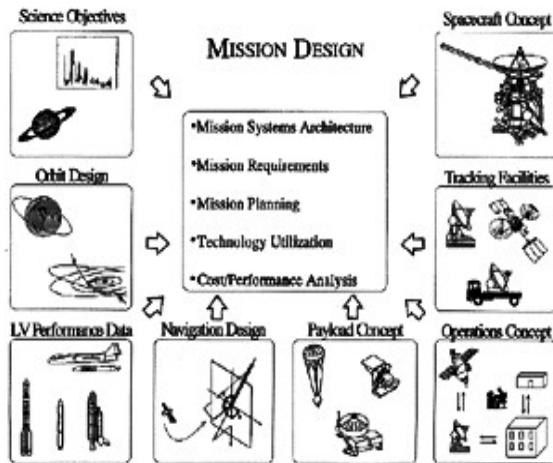 Science Objectives
MISSION DESIGN
Spacecraft Concept
•Mission Systems Architecture
•Mission Requirements
•Mission Planning
•Technology Utilization
•Cost/Performance Analysis
Orbit Design
Tracking Facilities
LV Performance Data
Navigation Design
Payload Concept
Operations Concept